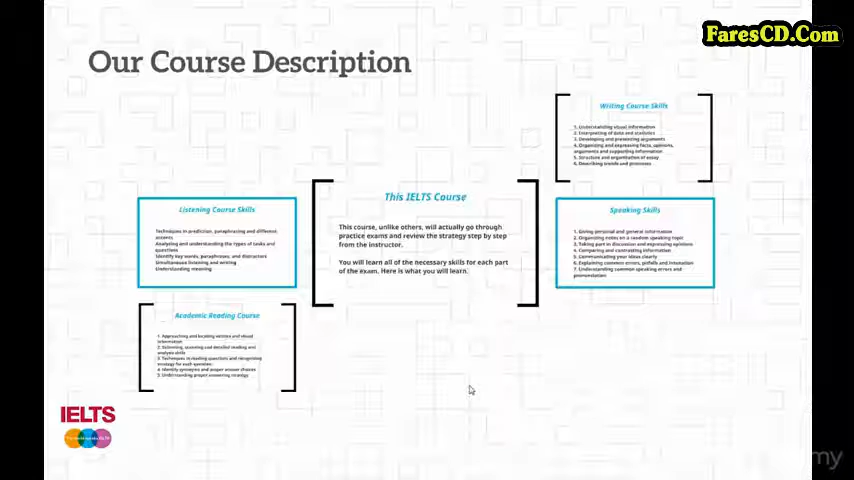 FaresCD.Com
Our Course Description
Writing Course Skills
1. Understanding visual information
2. Interpreting of data and statistics
3. Developing and presenting arguments
4. Organizing and expressing facts, opinions,
arguments and supporting information
5. Structure and organization of essay
6. Describing trends and processes
This IELTS Course
This course, unlike others, will actually go through
practice exams and review the strategy step by step
from the instructor.
You will learn all of the necessary skills for each part
of the exam. Here is what you will learn.
Listening Course Skills
Techniques in prediction, paraphrasing and different
accents
Analyzing and understanding the types of tasks and
questions
Identify Key words, paraphrases, and distractors
Simultaneous listening and writing
Understanding meaning
Speaking Skills
1. Giving personal and general information
2. Organizing notes on a random speaking topic
3. Taking part in discussion and expressing opinions
4. Comparing and contrasting information
5. Communicating your ideas clearly
6. Explaining common errors, pitfalls and intonation
7. Understanding common speaking errors and
Academic Reading Course
1. Approaching and locating written and visual
information
2. Skimming, scanning and detailed reading and
analysis skills
3. Techniques in reading questions and recognizing
strategy for each question
4. Identify synonyms and proper answer choices
5. Understanding proper answering strategy
IELTS
my